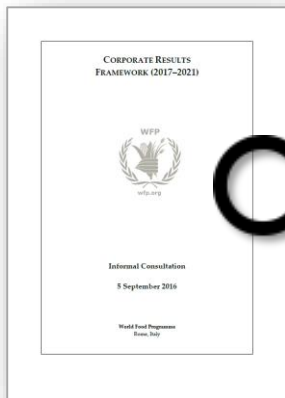 CORPORATE RESULTS
FRAMEWORK (2017–2021)
WFP
wfp.org
Informal Consultation
5 September 2016
World Food Programme
Rome, Italy